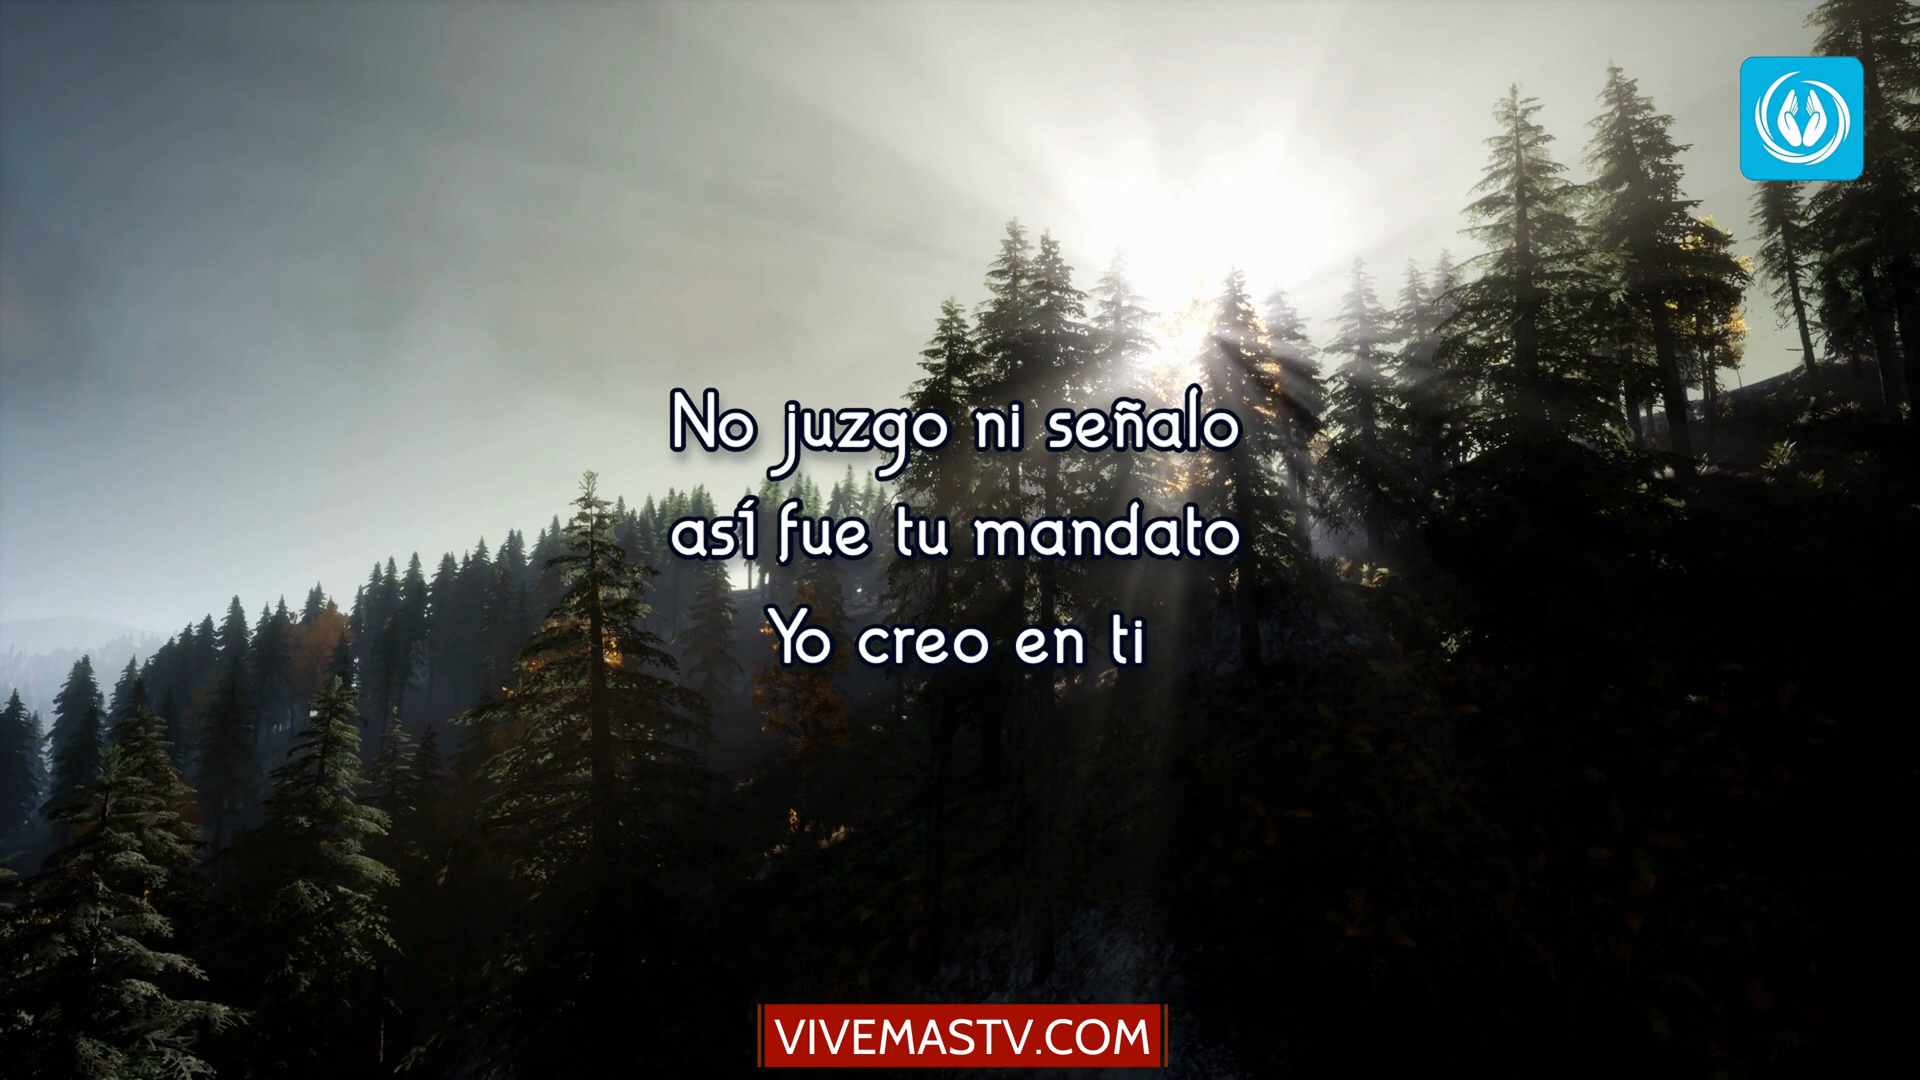 No juzgo ni señalo
así fue tu mandato
Yo creo en ti
VIVEMASTV.COM